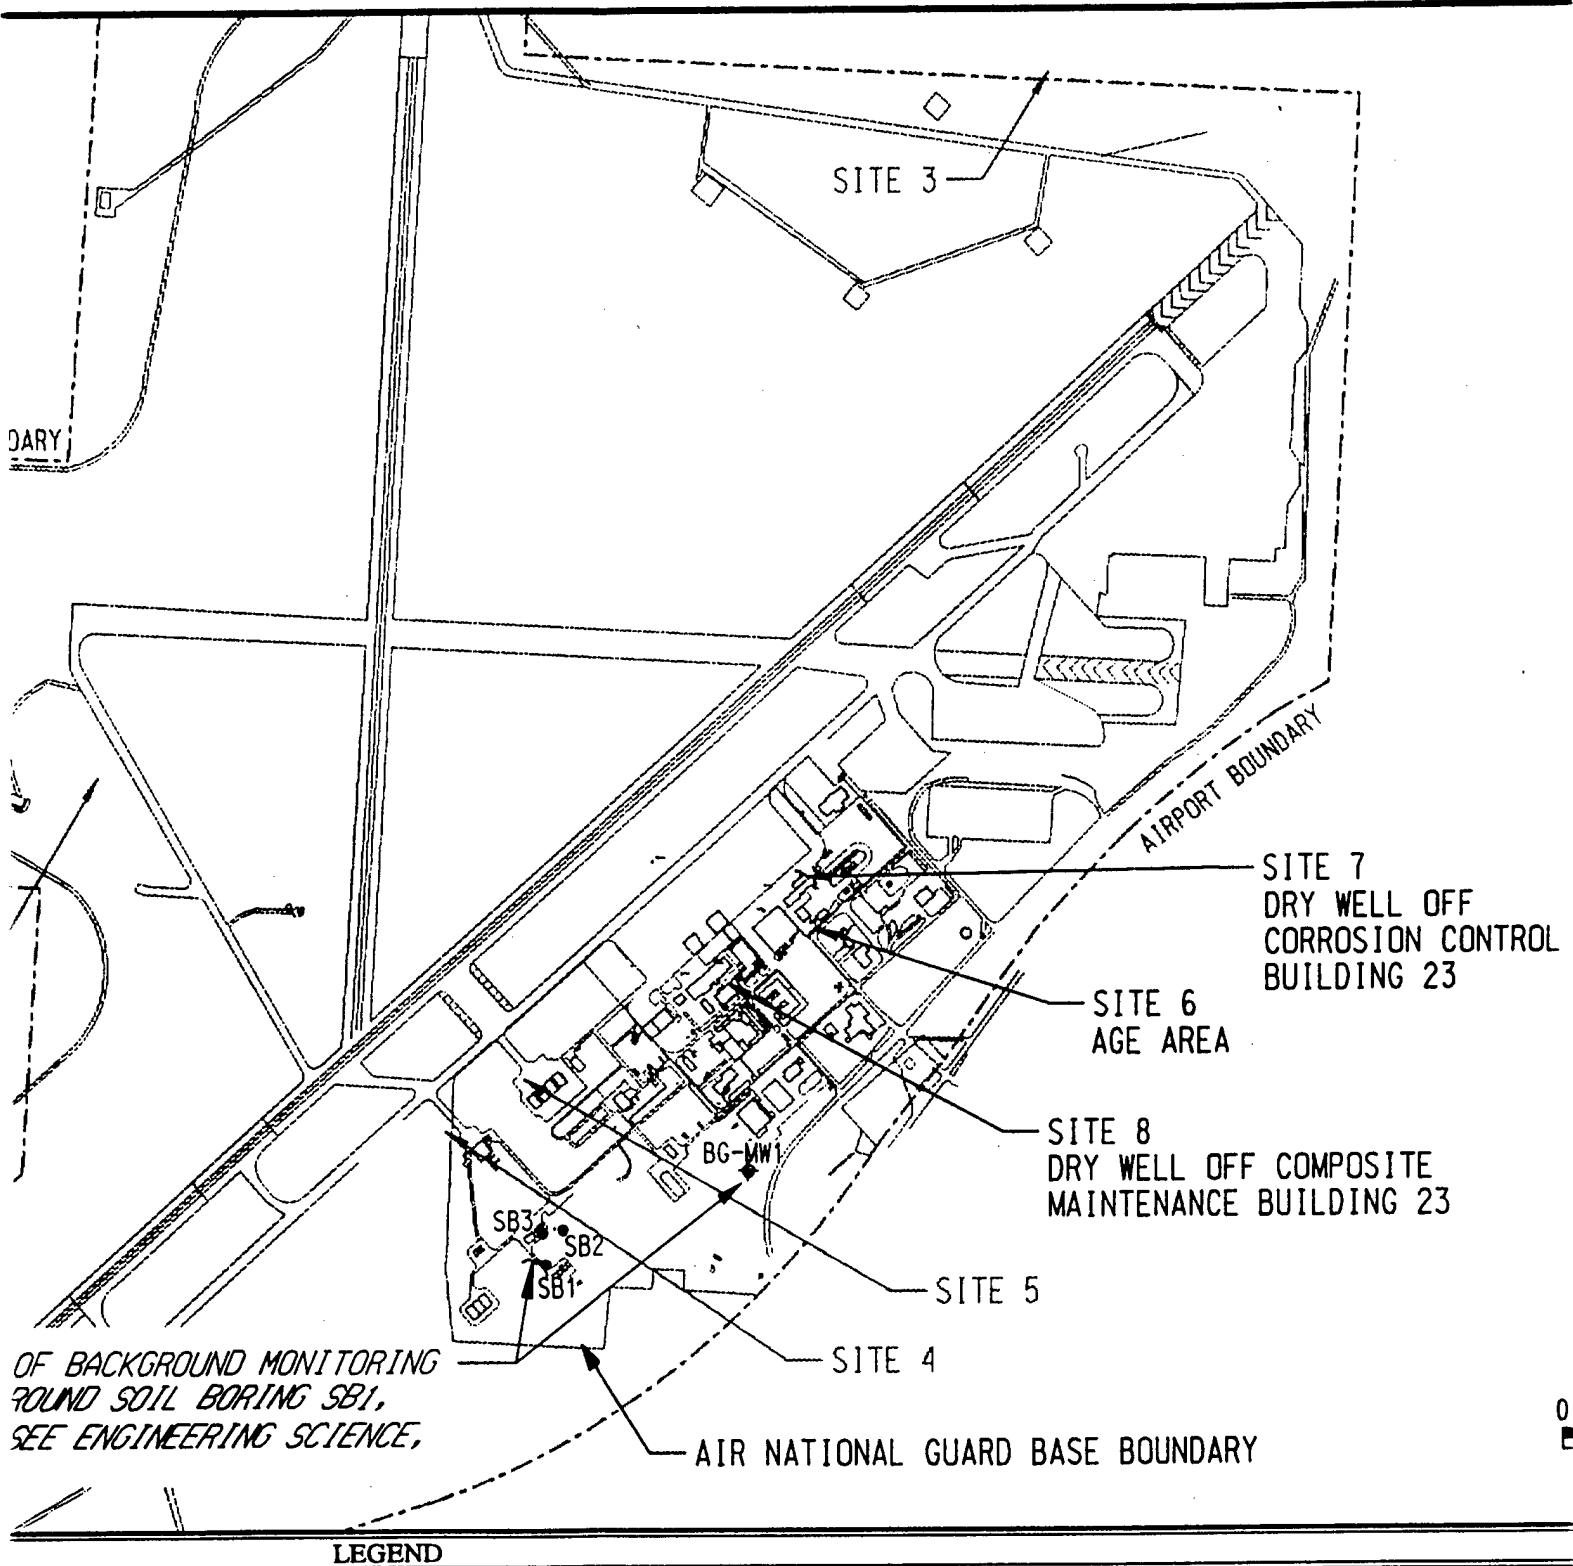 SITE 3
DARY
AIRPORT BOUNDARY
SITE 7
DRY WELL OFF
CORROSION CONTROL
BUILDING 23
SITE 6
AGE AREA
SITE 8
DRY WELL OFF COMPOSITE
MAINTENANCE BUILDING 23
BG-MW1
SB3
SB2
SB1
SITE 5
SITE 4
OF BACKGROUND MONITORING
ROUND SOIL BORING SB1,
SEE ENGINEERING SCIENCE,
0
AIR NATIONAL GUARD BASE BOUNDARY
LEGEND